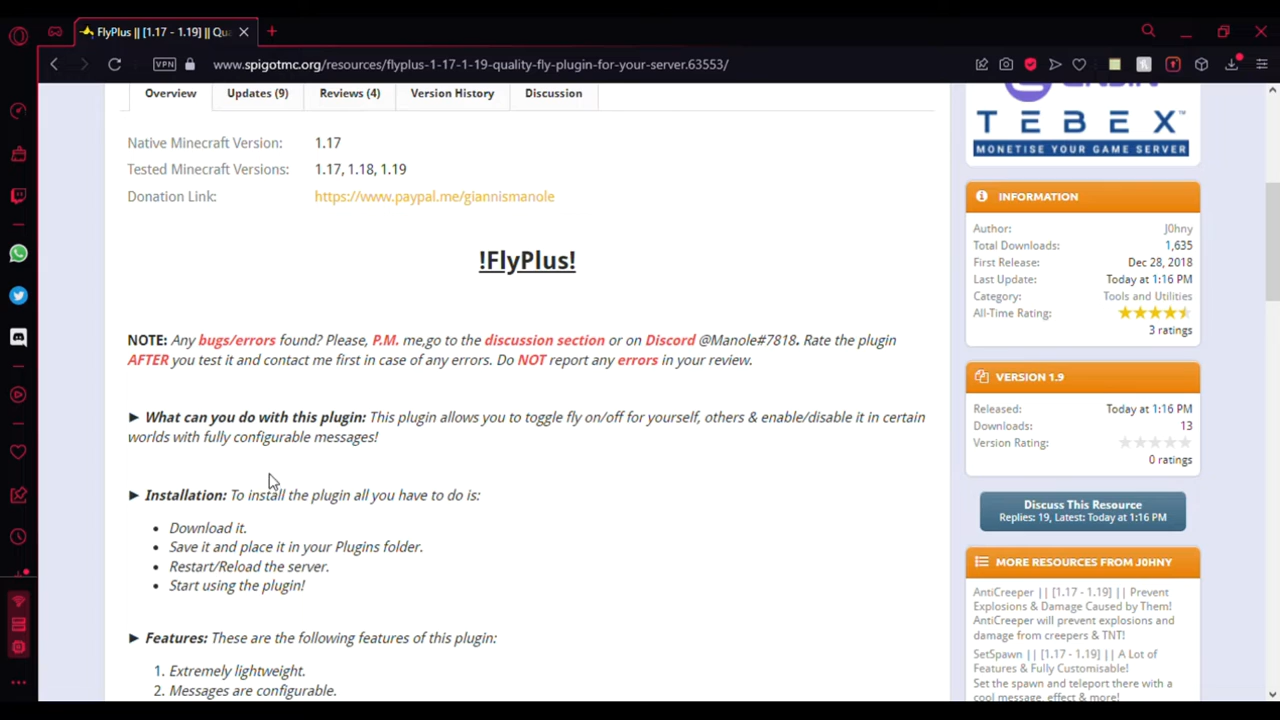 FlyPlus || [1.17 - 1.19] || Qua
VPN
www.spigotmc.org/resources/flyplus-1-17-1-19-quality-fly-plugin-for-your-server.63553/
Overview
Updates (9)
Reviews (4)
Version History
Discussion
Native Minecraft Version: 1.17
Tested Minecraft Versions: 1.17, 1.18, 1.19
Donation Link: https://www.paypal.me/giannismanole
!FlyPlus!
NOTE: Any bugs/errors found? Please, P.M. me,go to the discussion section or on Discord @Manole#7818. Rate the plugin
AFTER you test it and contact me first in case of any errors. Do NOT report any errors in your review.
► What can you do with this plugin: This plugin allows you to toggle fly on/off for yourself, others & enable/disable it in certain
worlds with fully configurable messages!
► Installation: To install the plugin all you have to do is:
• Download it.
• Save it and place it in your Plugins folder.
• Restart/Reload the server.
• Start using the plugin!
► Features: These are the following features of this plugin:
1. Extremely lightweight.
2. Messages are configurable.
TEBEX™
MONETISE YOUR GAME SERVER
INFORMATION
Author: J0hny
Total Downloads: 1,635
First Release: Dec 28, 2018
Last Update: Today at 1:16 PM
Category: Tools and Utilities
All-Time Rating:
3 ratings
VERSION 1.9
Released: Today at 1:16 PM
Downloads: 13
Version Rating:
0 ratings
Discuss This Resource
Replies: 19, Latest: Today at 1:16 PM
MORE RESOURCES FROM J0HNY
AntiCreeper || [1.17 - 1.19] || Prevent
Explosions & Damage Caused by Them!
AntiCreeper will prevent explosions and
damage from creepers & TNT!
SetSpawn || [1.17 - 1.19] || A Lot of
Features & Fully Customisable!
Set the spawn and teleport there with a
cool message, effect & more!